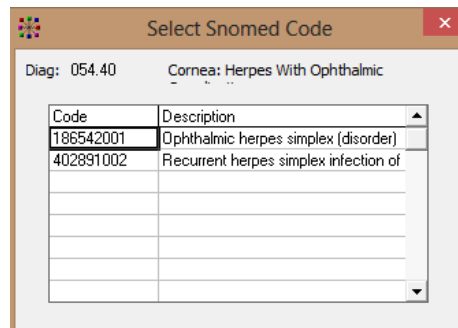 Select Snomed Code
Diag: 054.40 Cornea: Herpes With Ophthalmic
Code Description
186542001 Ophthalmic herpes simplex (disorder)
402891002 Recurrent herpes simplex infection of